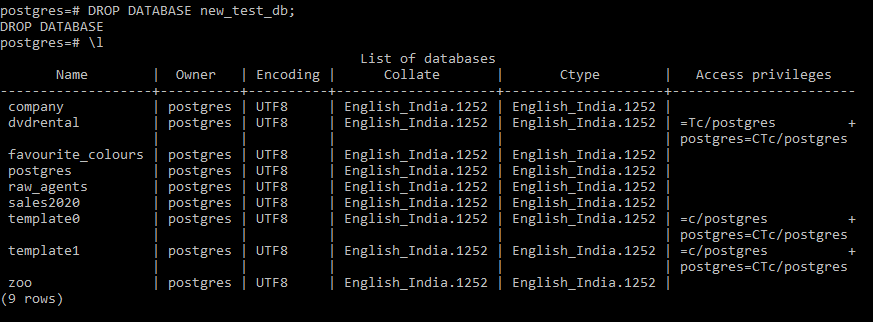 postgres=# DROP DATABASE new_test_db;
DROP DATABASE
postgres=# \l
                                             List of databases
       Name        |  Owner   | Encoding |      Collate       |       Ctype        |   Access privileges
-------------------+----------+----------+--------------------+--------------------+-----------------------
 company           | postgres | UTF8     | English_India.1252 | English_India.1252 |
 dvdrental         | postgres | UTF8     | English_India.1252 | English_India.1252 | =Tc/postgres         +
                   |          |          |                    |                    | postgres=CTc/postgres
 favourite_colours | postgres | UTF8     | English_India.1252 | English_India.1252 |
 postgres          | postgres | UTF8     | English_India.1252 | English_India.1252 |
 raw_agents        | postgres | UTF8     | English_India.1252 | English_India.1252 |
 sales2020         | postgres | UTF8     | English_India.1252 | English_India.1252 |
 template0         | postgres | UTF8     | English_India.1252 | English_India.1252 | =c/postgres          +
                   |          |          |                    |                    | postgres=CTc/postgres
 template1         | postgres | UTF8     | English_India.1252 | English_India.1252 | =c/postgres          +
                   |          |          |                    |                    | postgres=CTc/postgres
 zoo               | postgres | UTF8     | English_India.1252 | English_India.1252 |
(9 rows)